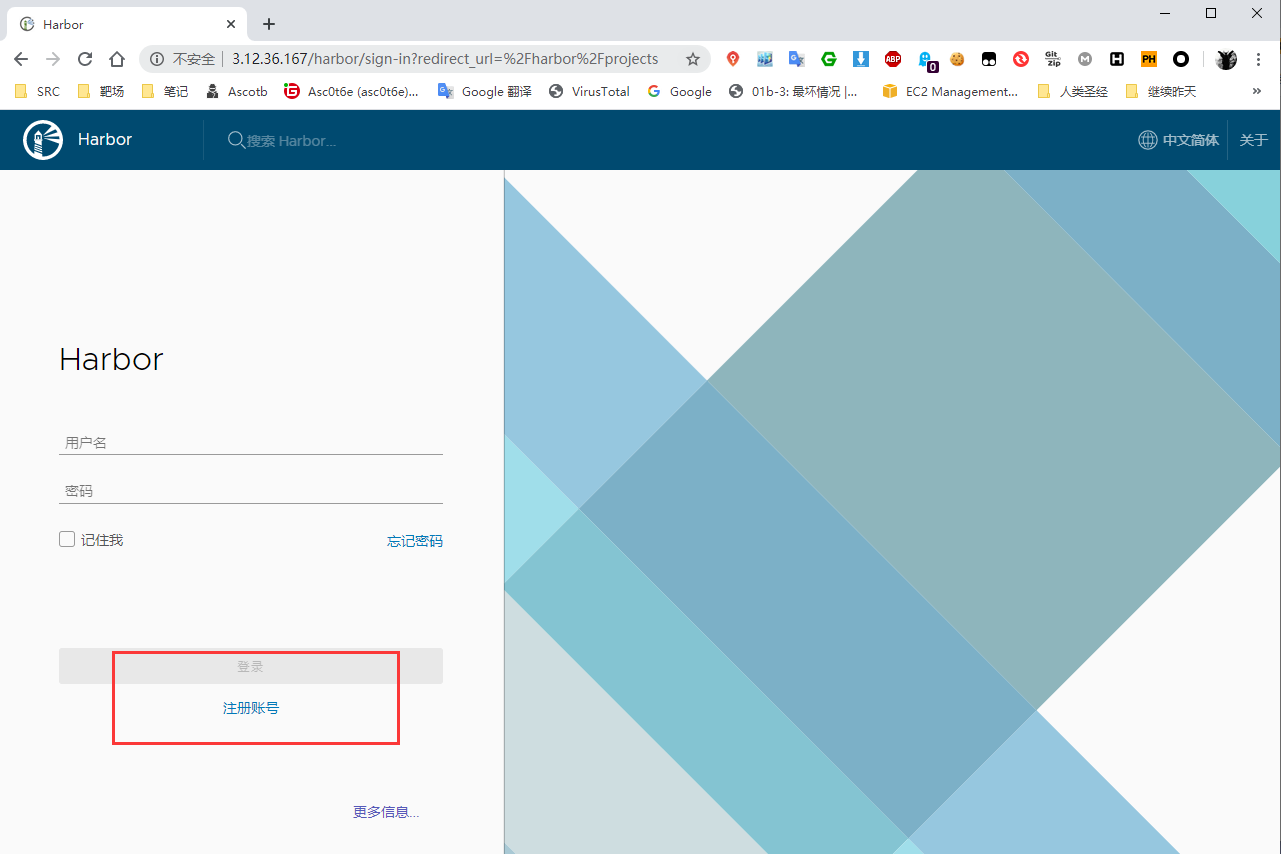 Harbor
不安全 3.12.36.167/harbor/sign-in?redirect_url=%2Fharbor%2Fprojects
ABP 0 Git Zip M H PH
SRC 靶场 笔记 Ascotb Asc0t6e (asc0t6e)... Google 翻译 VirusTotal Google 01b-3: 最坏情况 |... EC2 Management... 人类圣经 继续昨天 »
Harbor 搜索 Harbor... 中文简体 关于
Harbor
用户名
密码
记住我 忘记密码
登录
注册账号
更多信息...